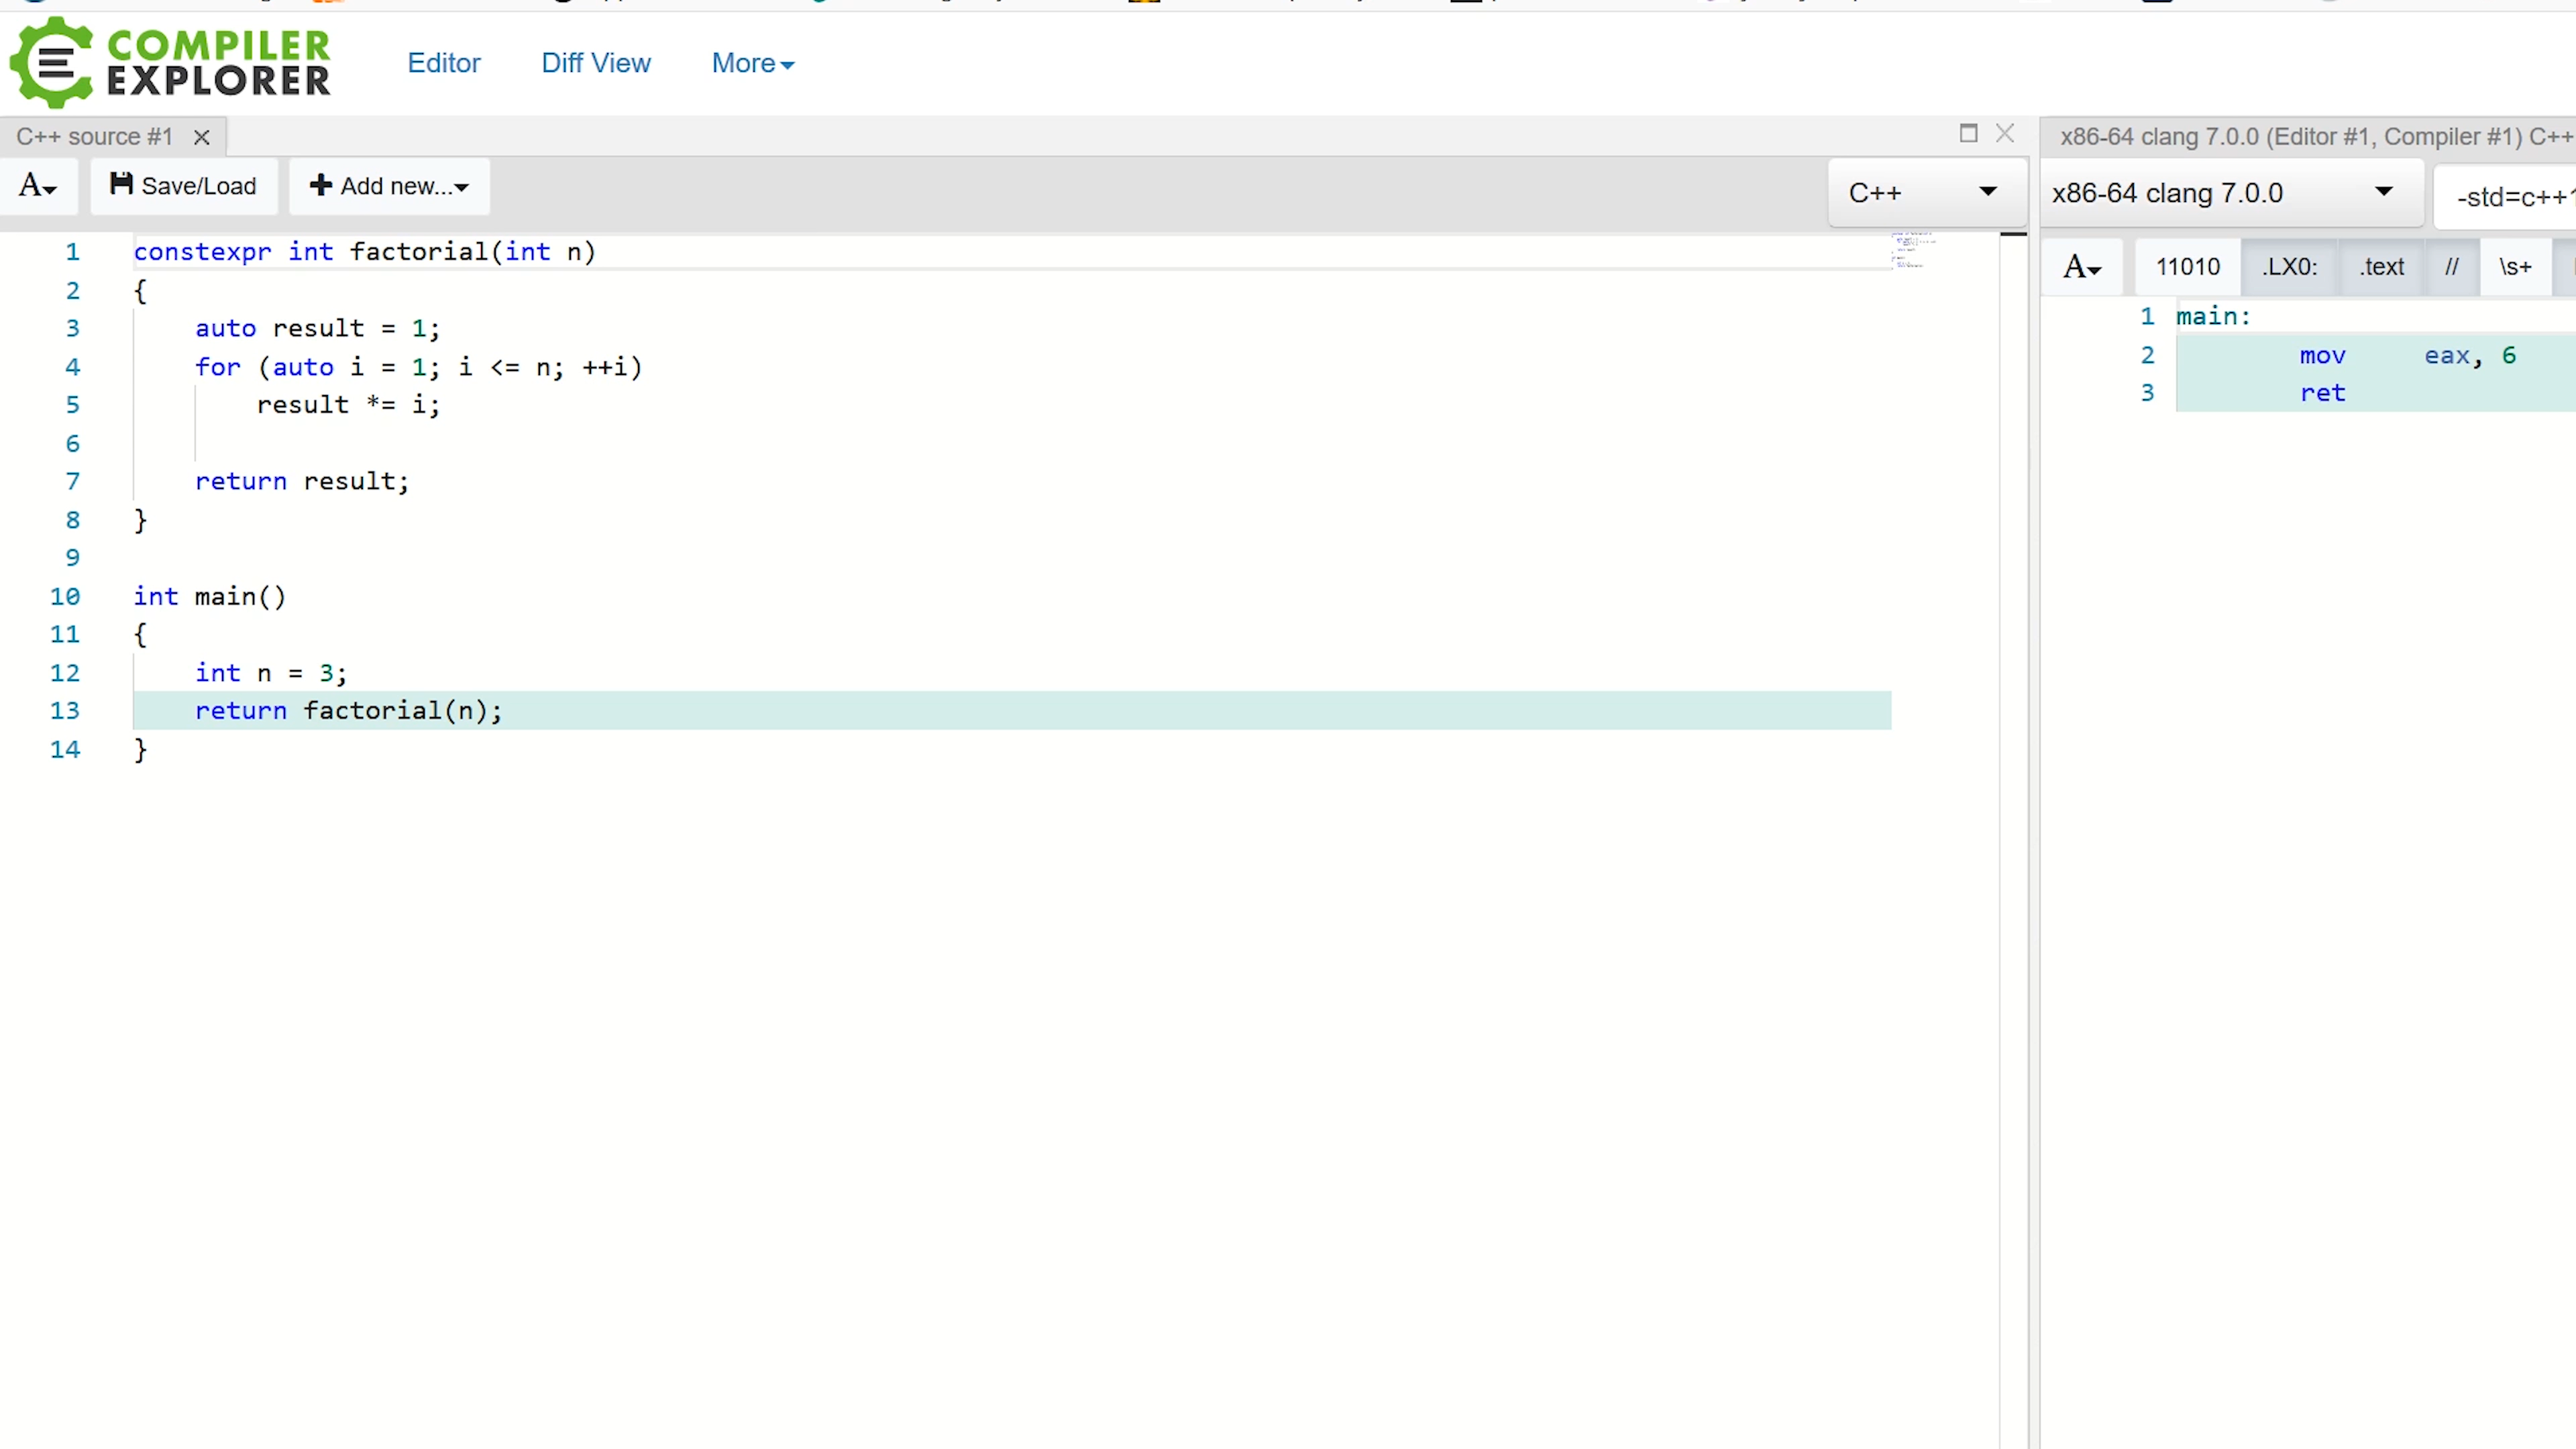 COMPILER
EXPLORER
Editor
Diff View
More
C++ source #1
A
Save/Load
Add new...
C++
1 constexpr int factorial(int n)
2 {
3 auto result = 1;
4 for (auto i = 1; i <= n; ++i)
5 result *= i;
6
7 return result;
8 }
9
10 int main()
11 {
12 int n = 3;
13 return factorial(n);
14 }
x86-64 clang 7.0.0 (Editor #1, Compiler #1) C++
x86-64 clang 7.0.0
A
11010
.LX0:
.text
//
\s+
1 main:
2 mov eax, 6
3 ret